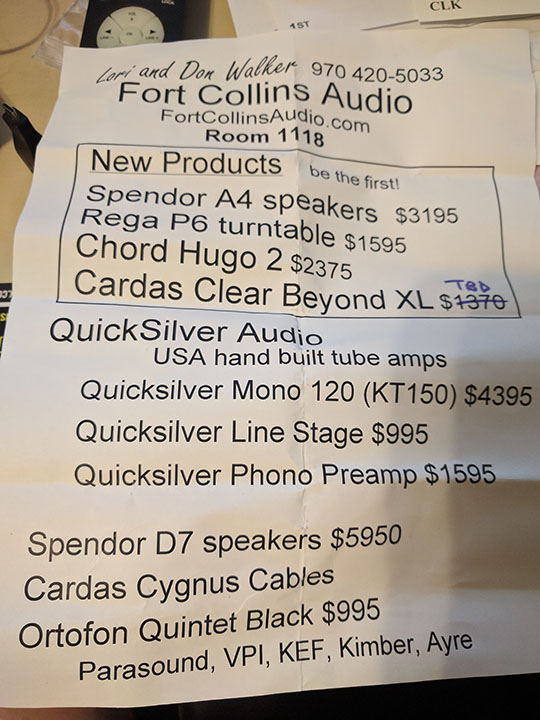 CLK
1ST
Lori and Don Walker 970 420-5033
Fort Collins Audio
FortCollinsAudio.com
Room 1118
New Products be the first!
Spendor A4 speakers $3195
Rega P6 turntable $1595
Chord Hugo 2 $2375
TBD
Cardas Clear Beyond XL $1370
QuickSilver Audio
USA hand built tube amps
Quicksilver Mono 120 (KT150) $4395
Quicksilver Line Stage $995
Quicksilver Phono Preamp $1595
Spendor D7 speakers $5950
Cardas Cygnus Cables
Ortofon Quintet Black $995
Parasound, VPI, KEF, Kimber, Ayre